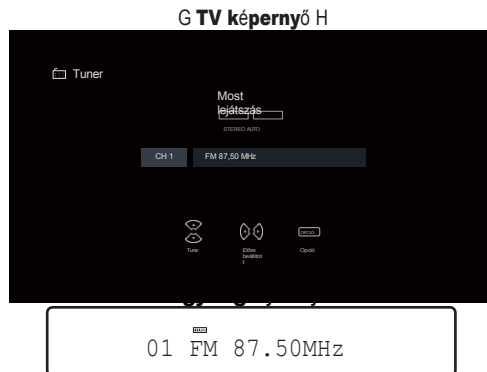 G TV képernyő H
Tuner
Most
lejátszás
STEREO AUTO
CH 1 FM 87,50 MHz
OPCIÓ
Tune Előre Opció
beállítot
t
01 FM 87.50MHz